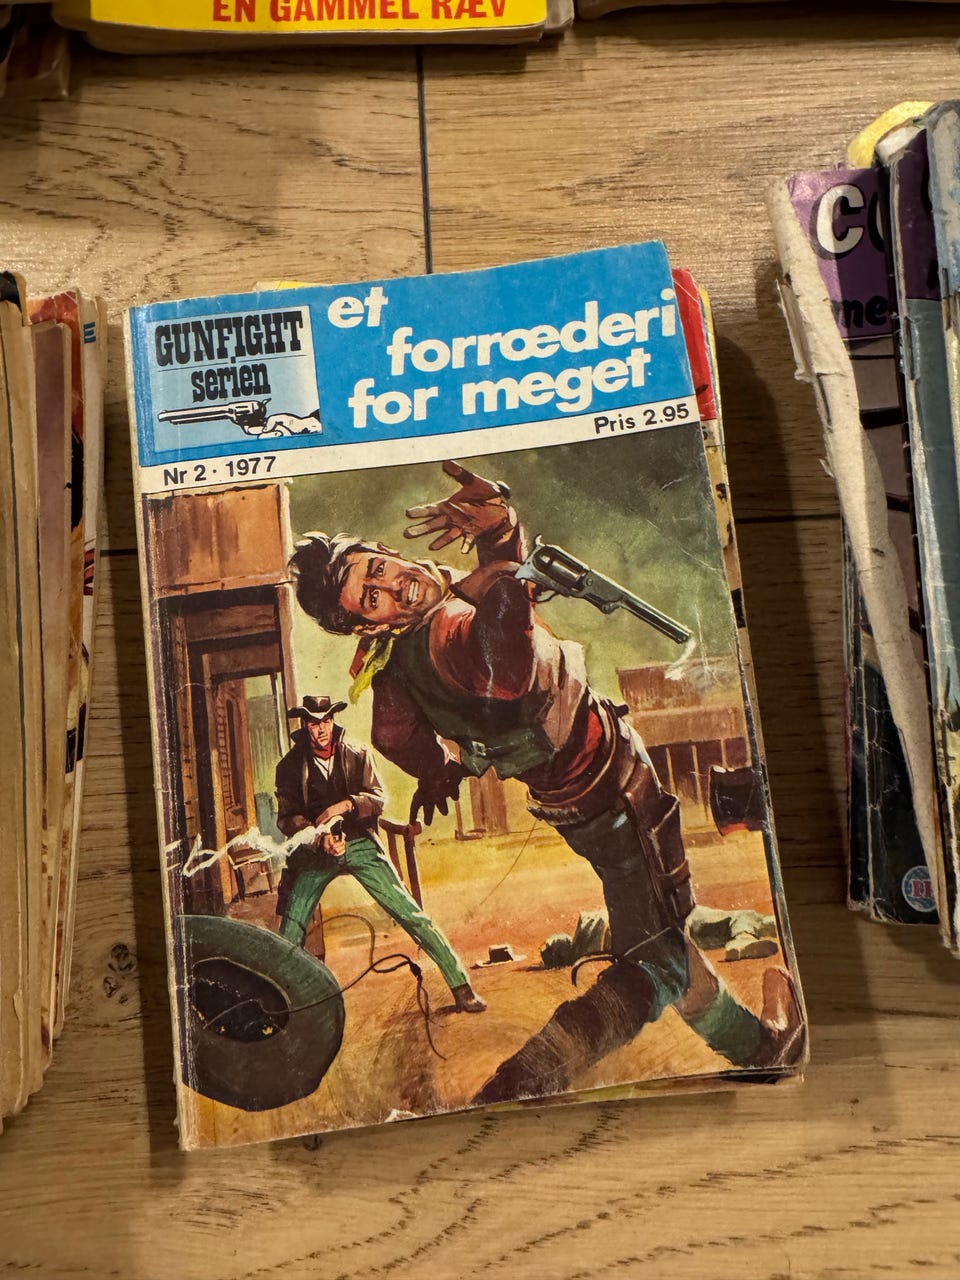 EN GAMMEL RÆV
GUNFIGHT
serien
et
forræderi
for meget
Pris 2.95
Nr 2 · 1977